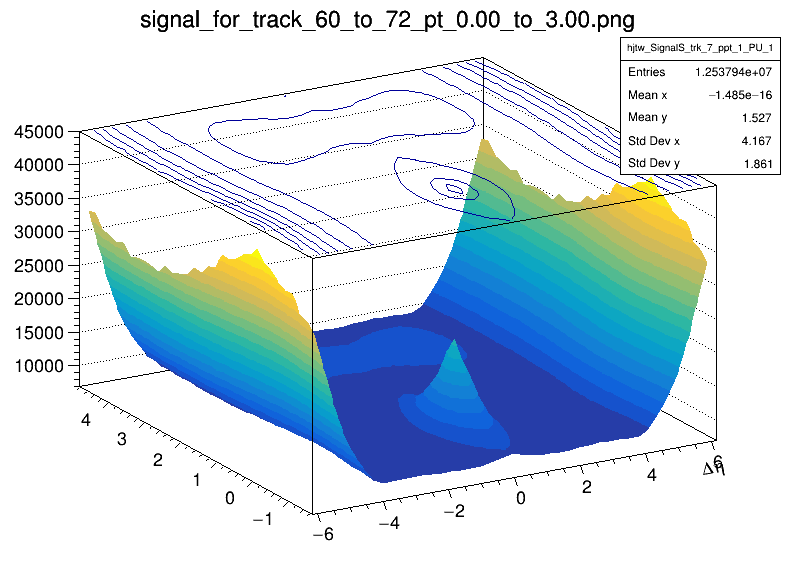 signal_for_track_60_to_72_pt_0.00_to_3.00.png
hjtw_SignalS_trk_7_ppt_1_PU_1
Entries 1.253794e+07
Mean x −1.485e−16
Mean y 1.527
Std Dev x 4.167
Std Dev y 1.861
45000
40000
35000
30000
25000
20000
15000
10000
4
3
2
1
0
−1
−6
−4
−2
0
2
4
6
Δη